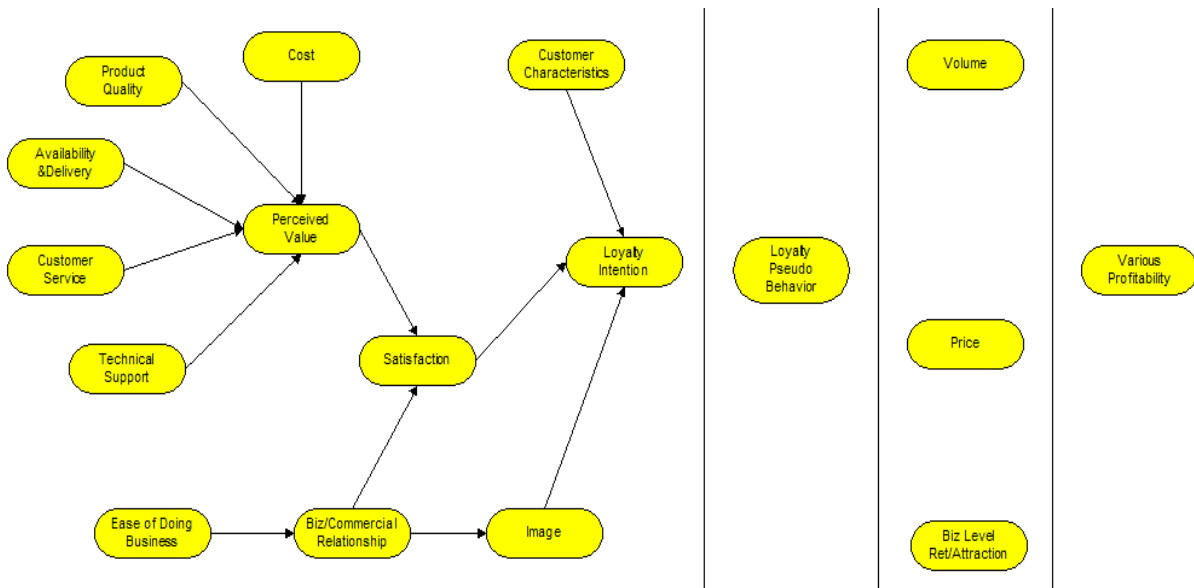 Cost
Customer
Characteristics
Volume
Product
Quality
Availability
&Delivery
Perceived
Value
Customer
Service
Loyalty
Intention
Loyalty
Pseudo
Behavior
Various
Profitability
Technical
Support
Satisfaction
Price
Ease of Doing
Business
Biz/Commercial
Relationship
Image
Biz Level
Ret/Attraction